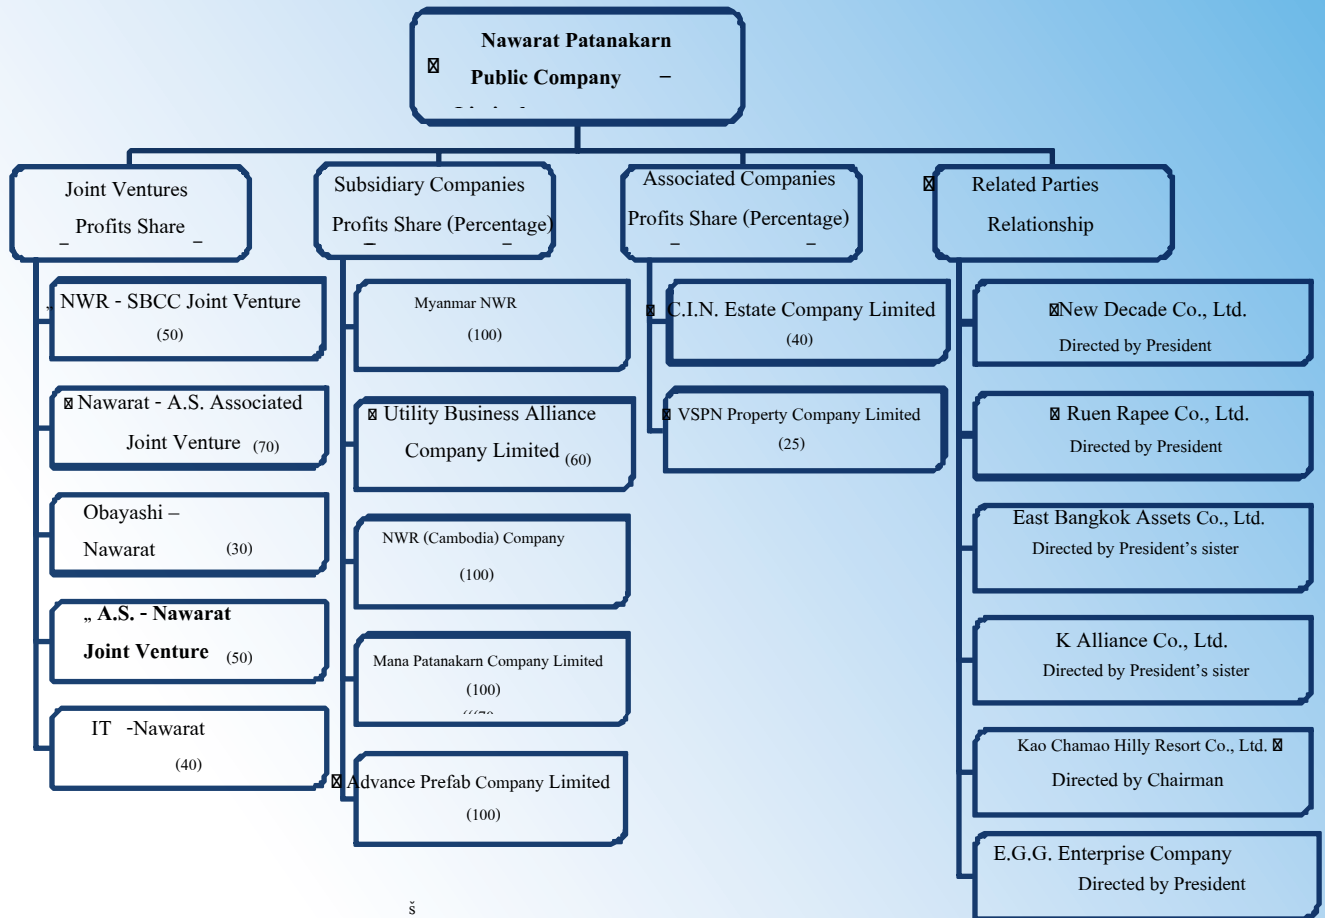 Nawarat Patanakarn
Public Company –
Joint Ventures
Profits Share
Subsidiary Companies
Profits Share (Percentage)
Associated Companies
Profits Share (Percentage)
Related Parties
Relationship
„ NWR - SBCC Joint Venture
(50)
Nawarat - A.S. Associated
Joint Venture (70)
Obayashi –
Nawarat (30)
„ A.S. - Nawarat
Joint Venture (50)
IT -Nawarat
(40)
Myanmar NWR
(100)
Utility Business Alliance
Company Limited (60)
NWR (Cambodia) Company
(100)
Mana Patanakarn Company Limited
(100)
Advance Prefab Company Limited
(100)
C.I.N. Estate Company Limited
(40)
VSPN Property Company Limited
(25)
New Decade Co., Ltd.
Directed by President
Ruen Rapee Co., Ltd.
Directed by President
East Bangkok Assets Co., Ltd.
Directed by President’s sister
K Alliance Co., Ltd.
Directed by President’s sister
Kao Chamao Hilly Resort Co., Ltd.
Directed by Chairman
E.G.G. Enterprise Company
Directed by President
š